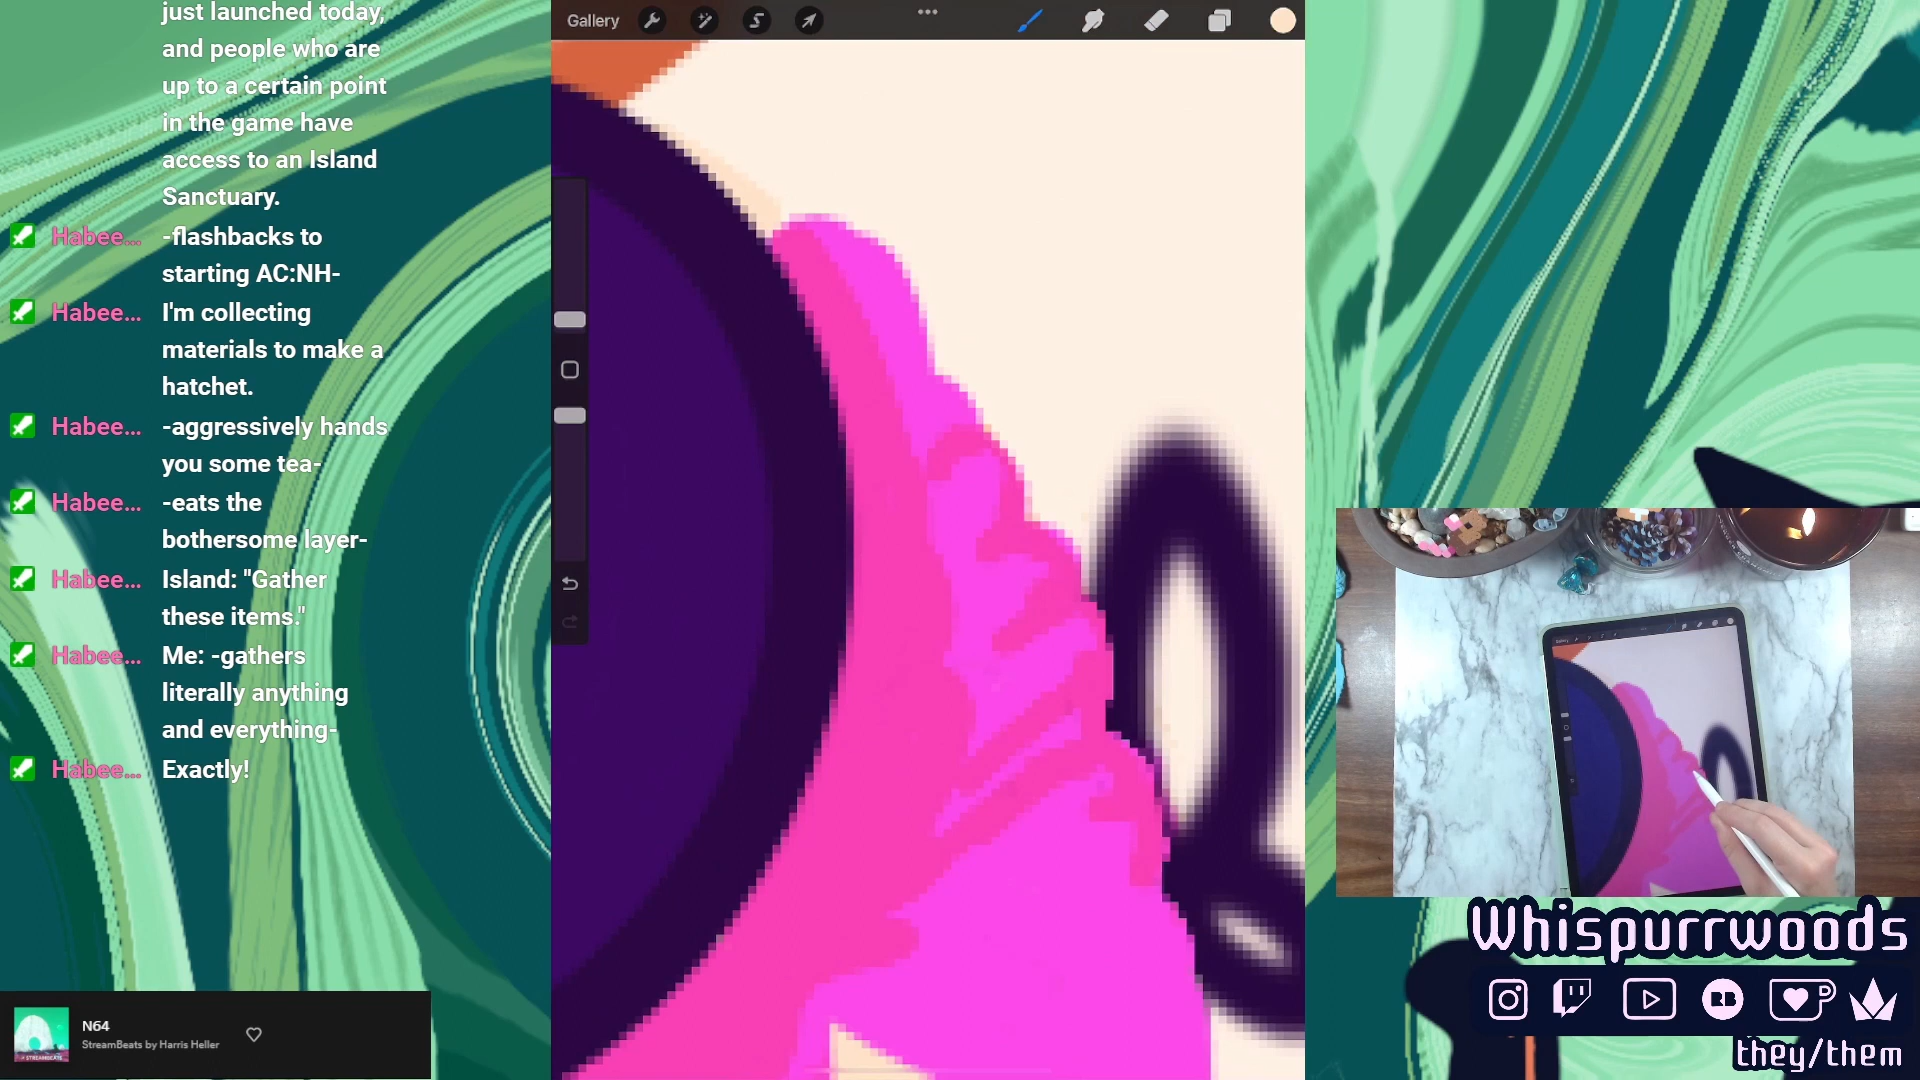 just launched today,
and people who are
up to a certain point
in the game have
access to an Island
Sanctuary.
Habee... -flashbacks to
starting AC:NH-
Habee... I'm collecting
materials to make a
hatchet.
Habee... -aggressively hands
you some tea-
Habee... -eats the
bothersome layer-
Habee... Island: "Gather
these items."
Habee... Me: -gathers
literally anything
and everything-
Habee... Exactly!
N64
StreamBeats by Harris Heller
Gallery
Whispurrwoods
they/them